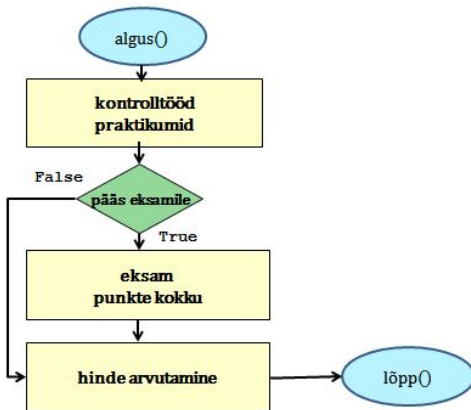 algus()
kontrolltööd
praktikumid
False
pääs eksamile
True
eksam
punkte kokku
hinde arvutamine
lõpp()